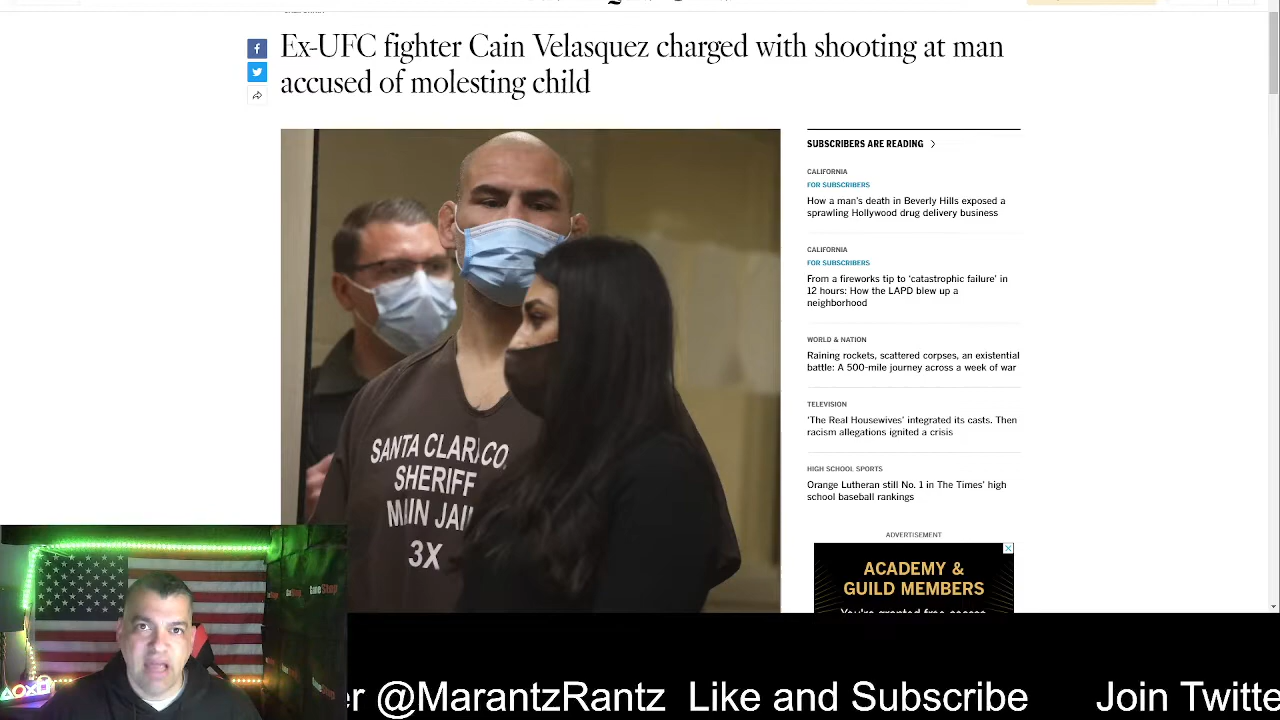 Ex-UFC fighter Cain Velasquez charged with shooting at man
accused of molesting child
SUBSCRIBERS ARE READING
CALIFORNIA
FOR SUBSCRIBERS
How a man's death in Beverly Hills exposed a
sprawling Hollywood drug delivery business
CALIFORNIA
FOR SUBSCRIBERS
From a fireworks tip to 'catastrophic failure' in
12 hours: How the LAPD blew up a
neighborhood
WORLD & NATION
Raining rockets, scattered corpses, an existential
battle: A 500-mile journey across a week of war
TELEVISION
'The Real Housewives' integrated its casts. Then
racism allegations ignited a crisis
HIGH SCHOOL SPORTS
Orange Lutheran still No. 1 in The Times' high
school baseball rankings
ADVERTISEMENT
ACADEMY &
GUILD MEMBERS
SANTA CLARA CO.
SHERIFF
MAIN JAIL
3X
GameStop
er @MarantzRantz Like and Subscribe Join Twitte